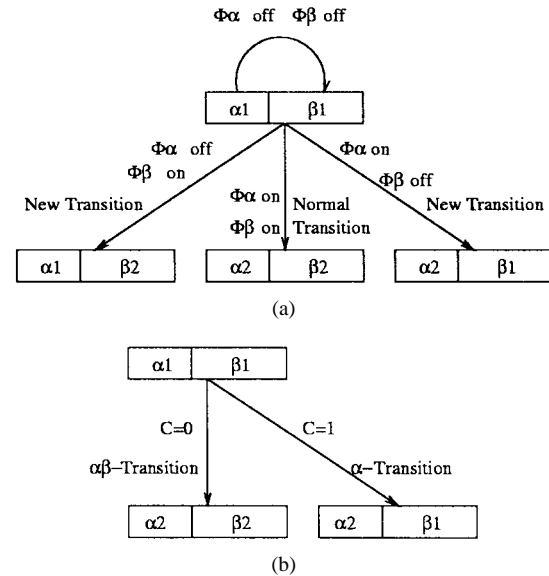 Φα off Φβ off
α1 β1
Φα off
Φβ on
Φα on
Φβ off
New Transition
Φα on
Φβ on
Normal
Transition
New Transition
α1 β2
α2 β2
α2 β1
(a)
α1 β1
C=0
C=1
αβ-Transition
α-Transition
α2 β2
α2 β1
(b)